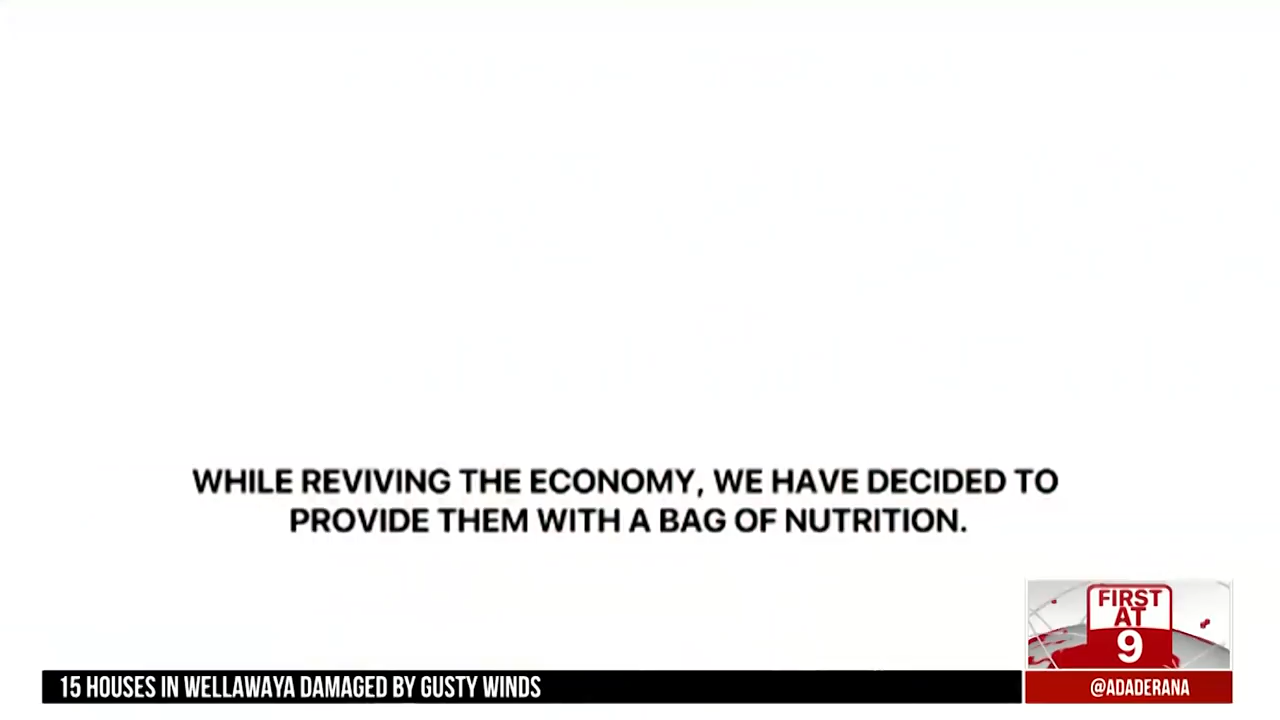 WHILE REVIVING THE ECONOMY, WE HAVE DECIDED TO
PROVIDE THEM WITH A BAG OF NUTRITION.
FIRST
AT
9
15 HOUSES IN WELLAWAYA DAMAGED BY GUSTY WINDS
@ADADERANA